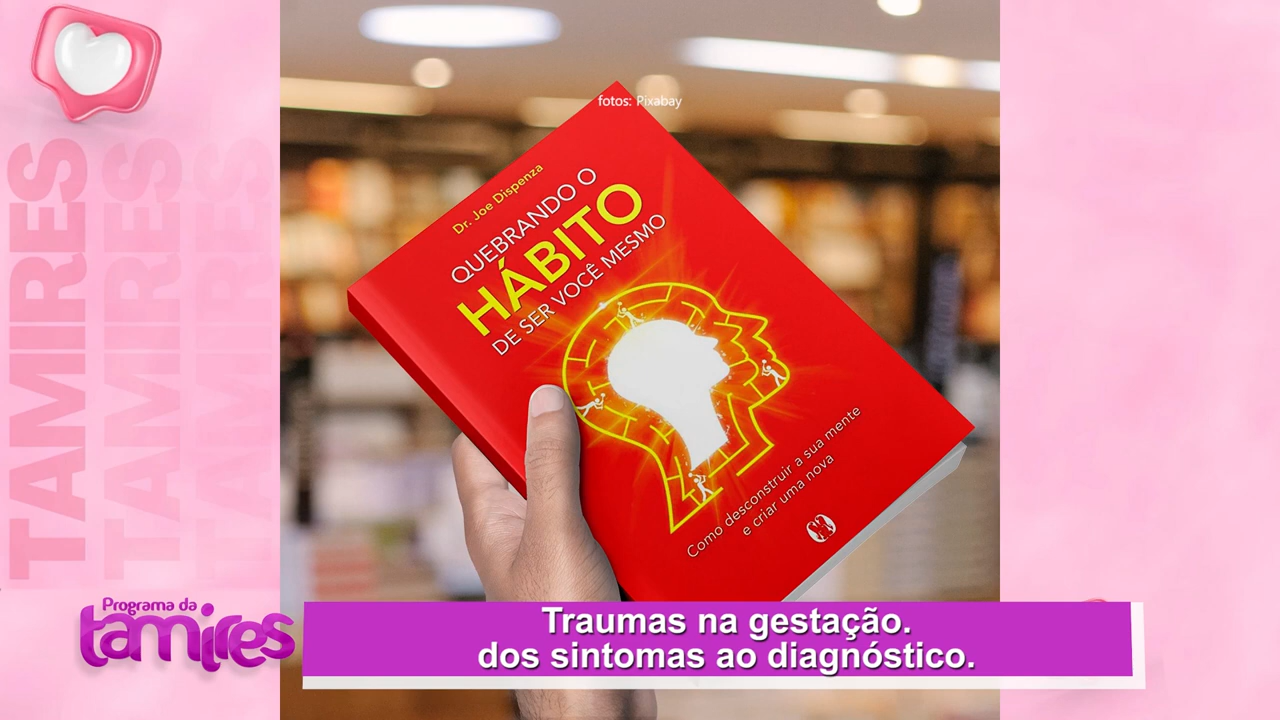 TAMIRES
TAMIRES
TAMIRES
fotos: Pixabay
Dr. Joe Dispenza
QUEBRANDO O
HÁBITO
DE SER VOCÊ MESMO
Como desconstruir a sua mente
e criar uma nova
Programa da
tamires
Traumas na gestação.
dos sintomas ao diagnóstico.